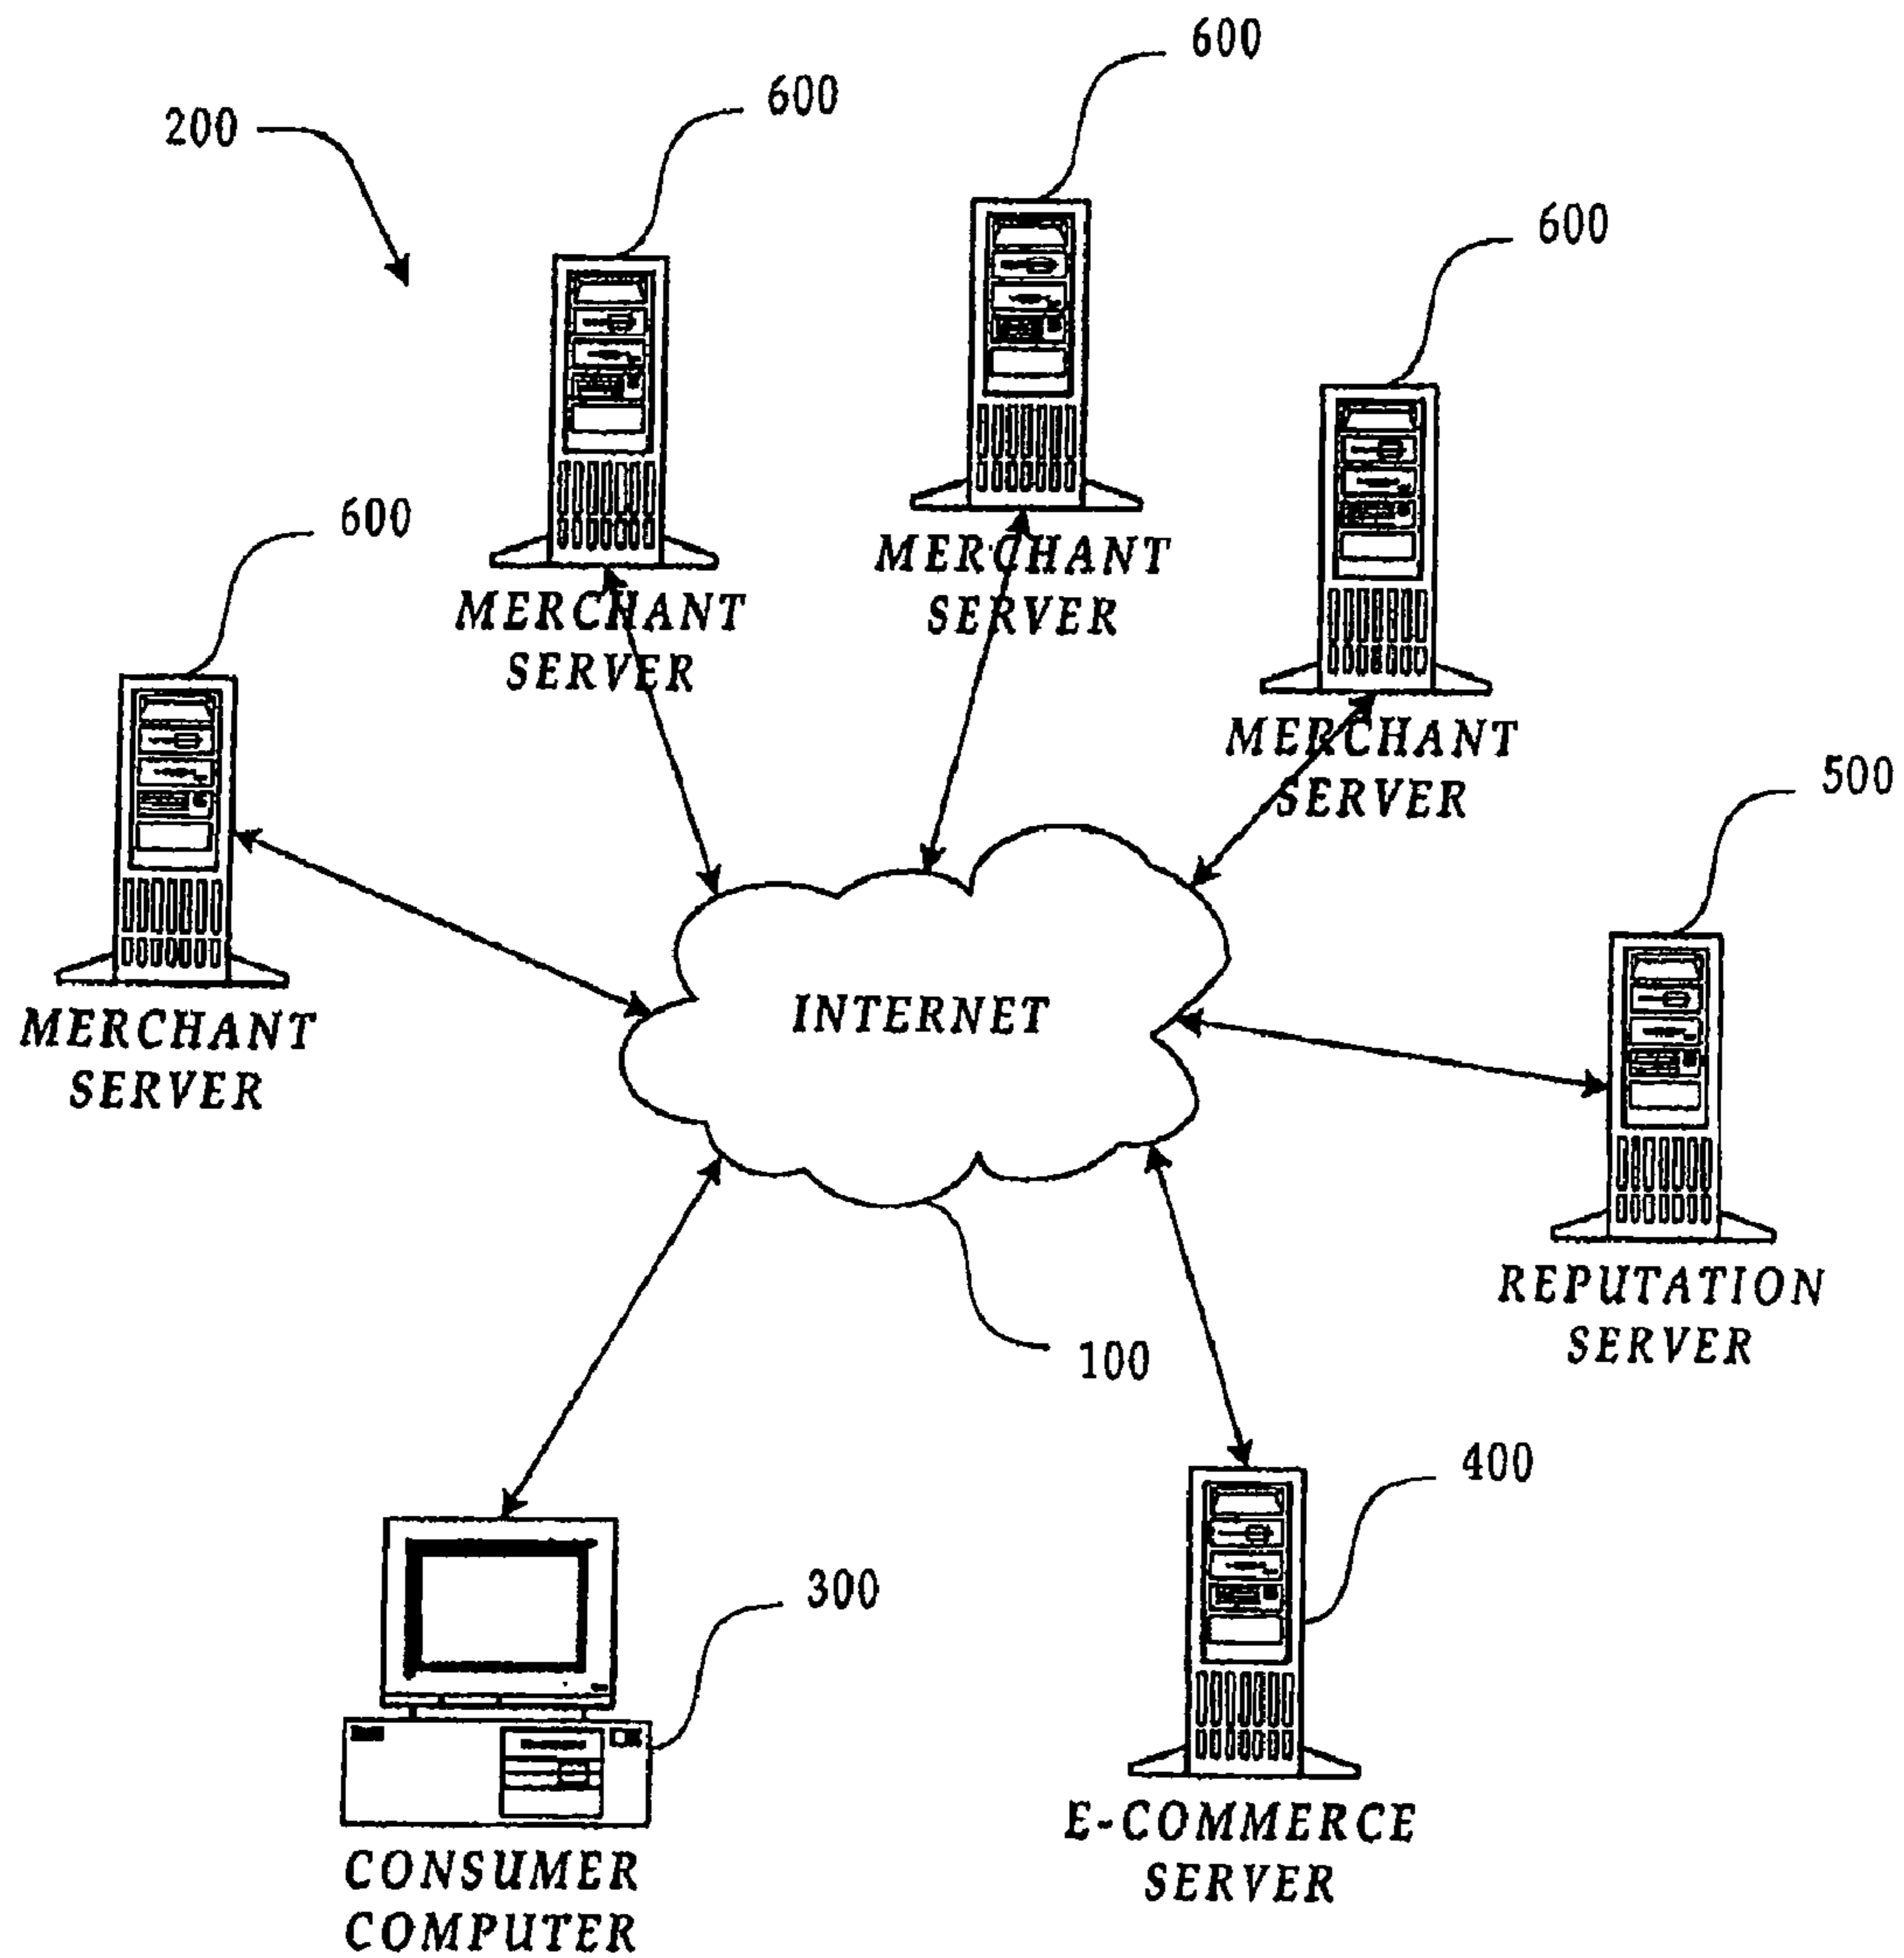 600
600
200
600
600
MERCHANT
SERVER
MERCHANT
SERVER
MERCHANT
SERVER
500
MERCHANT
SERVER
INTERNET
REPUTATION
SERVER
100
400
300
E-COMMERCE
SERVER
CONSUMER
COMPUTER